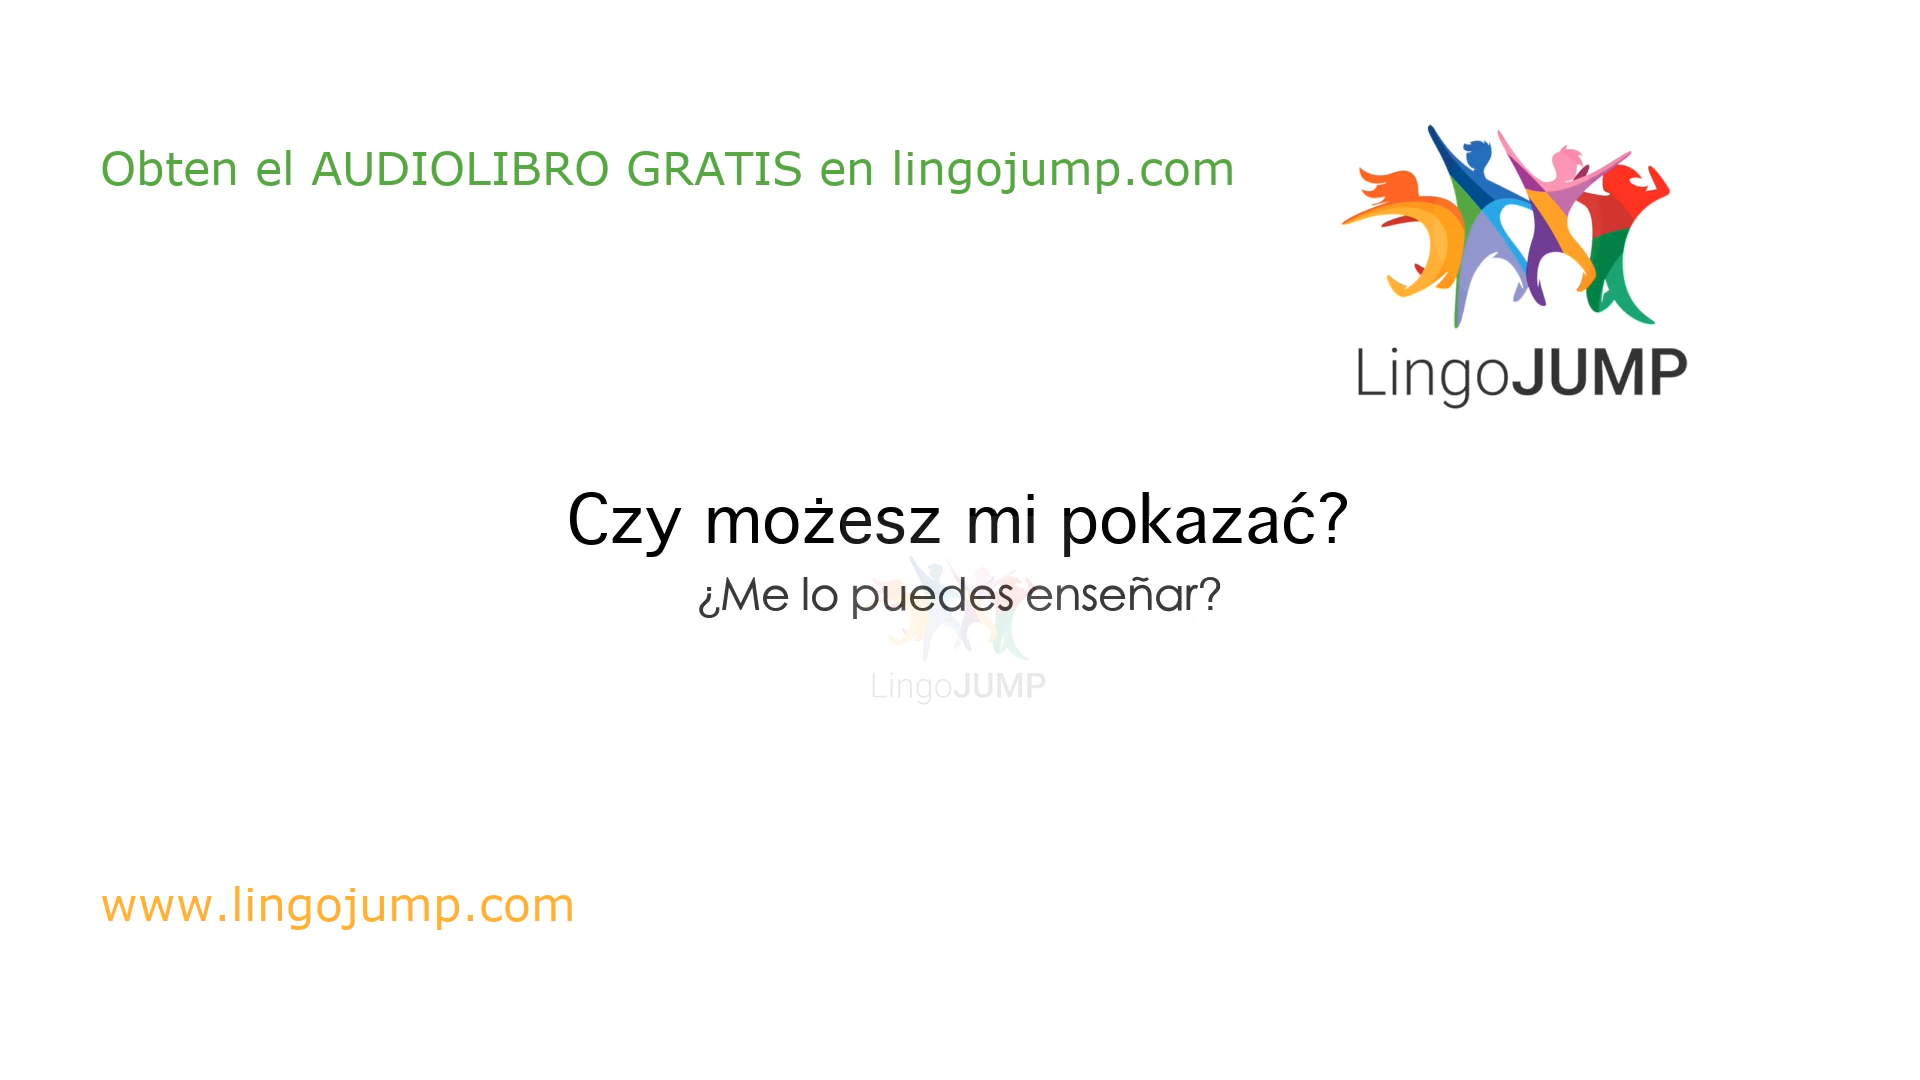 Obten el AUDIOLIBRO GRATIS en lingojump.com
LingoJUMP
Czy możesz mi pokazać?
¿Me lo puedes enseñar?
LingoJUMP
www.lingojump.com